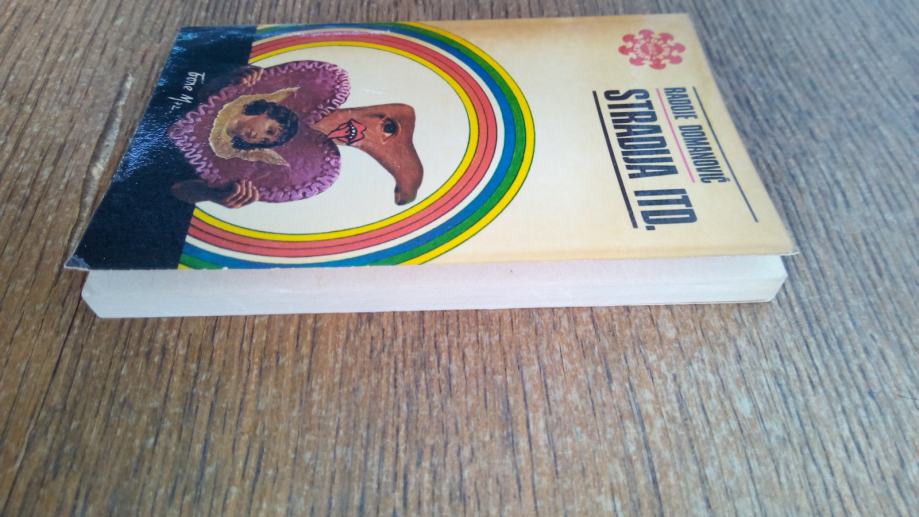 RADOJE DOMANOVIĆ
STRADIJA ITD.